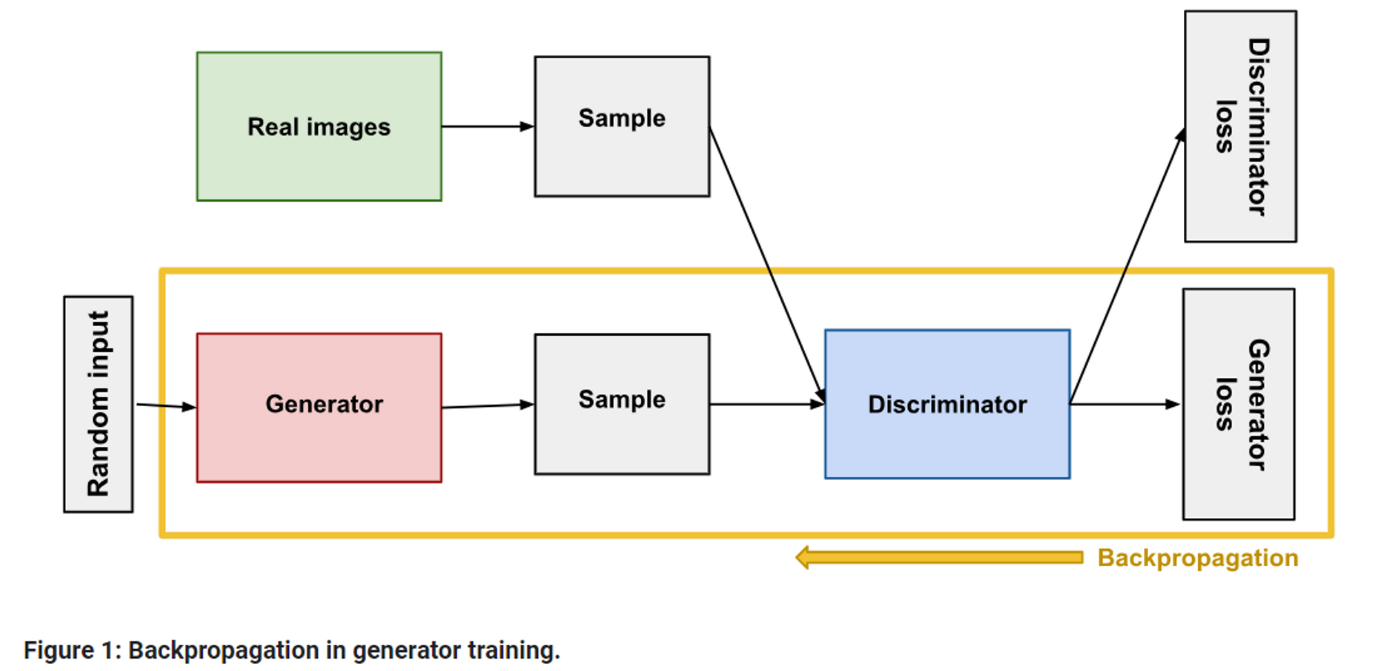 Real images
Sample
Discriminator
loss
Random input
Generator
Sample
Discriminator
Generator
loss
Backpropagation
Figure 1: Backpropagation in generator training.